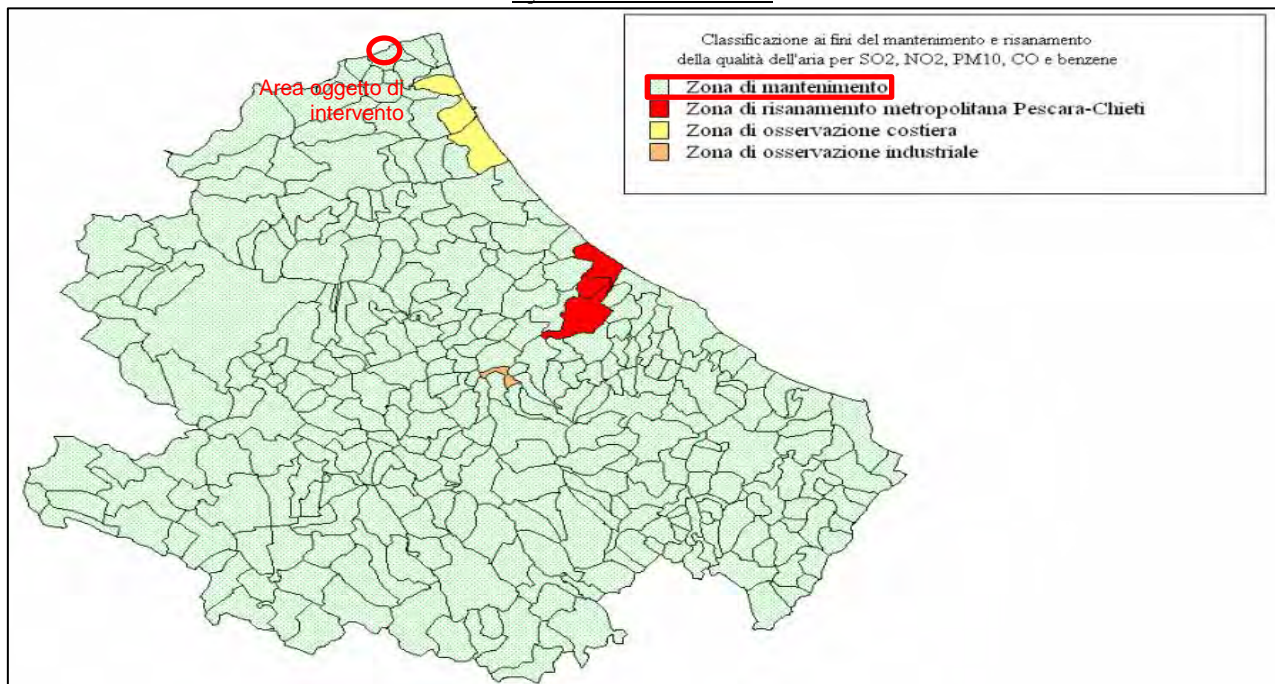 Classificazione ai fini del mantenimento e risanamento
della qualità dell'aria per SO2, NO2, PM10, CO e benzene
Zona di mantenimento
Zona di risanamento metropolitana Pescara-Chieti
Zona di osservazione costiera
Zona di osservazione industriale
Area oggetto di
intervento